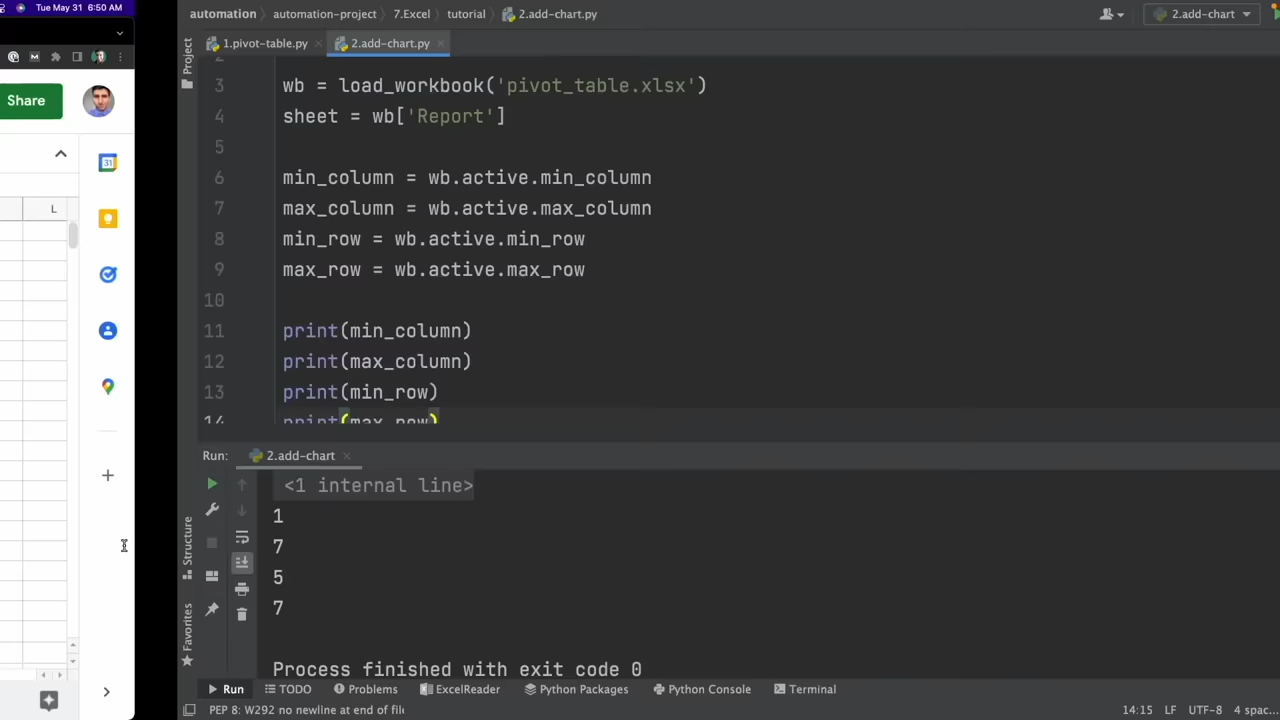 Tue May 31 6:50 AM
Share
31
L
automation
automation-project
7.Excel
tutorial
2.add-chart.py
2.add-chart
Project
1.pivot-table.py
2.add-chart.py
2
3 wb = load_workbook('pivot_table.xlsx')
4 sheet = wb['Report']
5
6 min_column = wb.active.min_column
7 max_column = wb.active.max_column
8 min_row = wb.active.min_row
9 max_row = wb.active.max_row
10
11 print(min_column)
12 print(max_column)
13 print(min_row)
14 print(max_row)
Run: 2.add-chart
<1 internal line>
1
7
5
7
Process finished with exit code 0
Structure
Favorites
Run TODO Problems ExcelReader Python Packages Python Console Terminal
PEP 8: W292 no newline at end of file
14:15 LF UTF-8 4 spac...